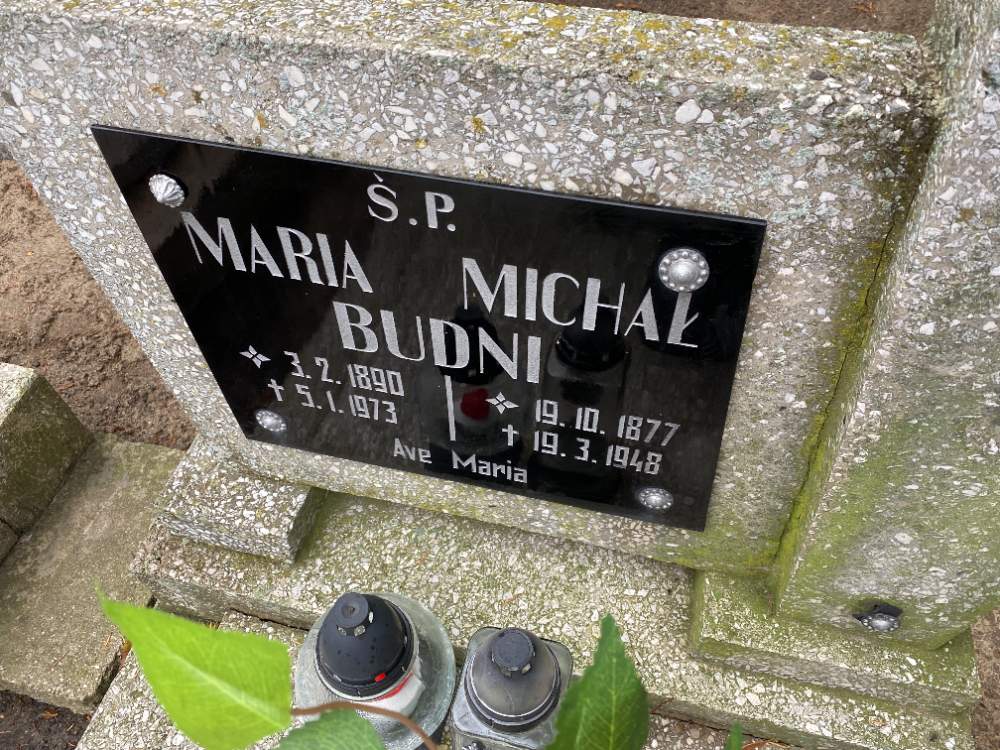 Ś.P.
MARIA MICHAŁ
BUDNI
3.2.1890 19.10.1877
5.1.1973 19.3.1948
Ave Maria